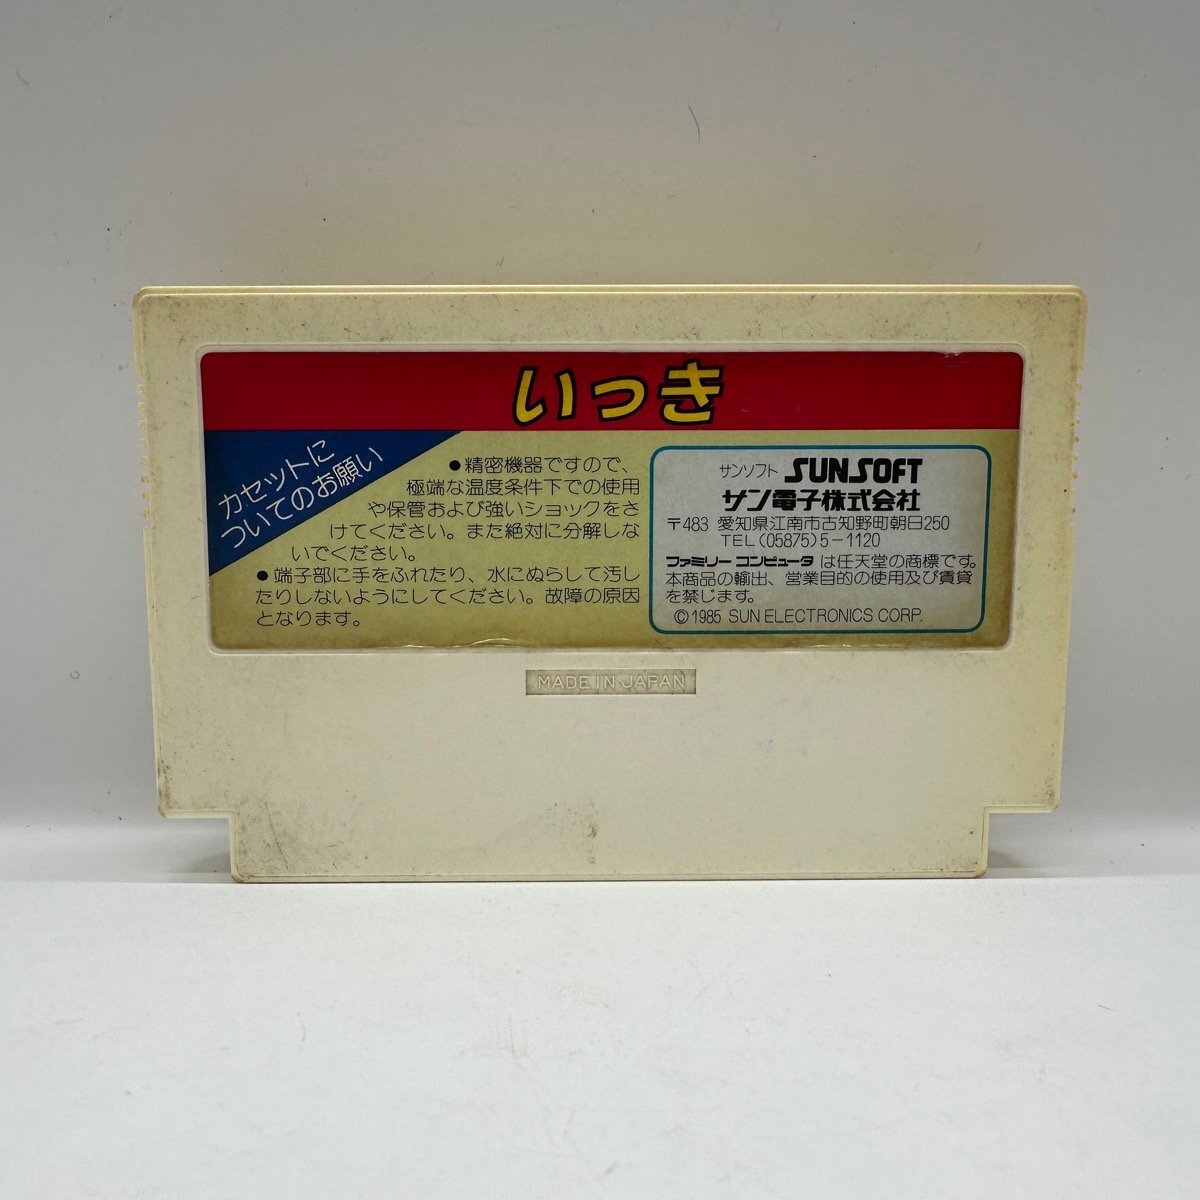 いっき
カセットに
ついてのお願い
●精密機器ですので、
極端な温度条件下での使用
や保管および強いショックをさ
けてください。また絶対に分解しな
いでください。
●端子部に手をふれたり、水にぬらして汚し
たりしないようにしてください。故障の原因
となります。
サンソフト SUNSOFT
サン電子株式会社
〒483 愛知県江南市古知野町朝日250
TEL(05875)5-1120
ファミリー コンピュータ は任天堂の商標です。
本商品の輸出、営業目的の使用及び賃貸
を禁じます。
©1985 SUN ELECTRONICS CORP.
MADE IN JAPAN